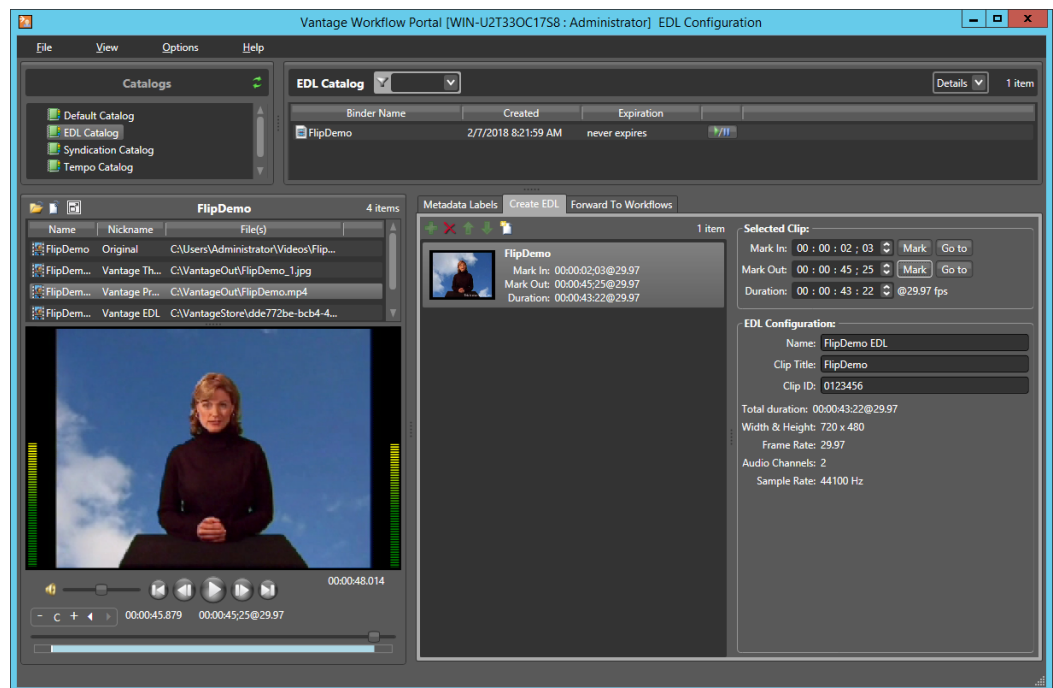 Vantage Workflow Portal [WIN-U2T33OC17S8 : Administrator] EDL Configuration
File View Options Help
Catalogs
Default Catalog
EDL Catalog
Syndication Catalog
Tempo Catalog
EDL Catalog Details 1 item
Binder Name Created Expiration
FlipDemo 2/7/2018 8:21:59 AM never expires
FlipDemo 4 items
Name Nickname File(s)
FlipDemo Original C:\Users\Administrator\Videos\Flip...
FlipDem... Vantage Th... C:\VantageOut\FlipDemo_1.jpg
FlipDem... Vantage Pr... C:\VantageOut\FlipDemo.mp4
FlipDem... Vantage EDL C:\VantageStore\dde772be-bcb4-4...
00:00:48.014
- C + 00:00:45.879 00:00:45;25@29.97
Metadata Labels Create EDL Forward To Workflows
1 item
FlipDemo
Mark In: 00:00:02;03@29.97
Mark Out: 00:00:45;25@29.97
Duration: 00:00:43:22@29.97
Selected Clip:
Mark In: 00 : 00 : 02 ; 03 Mark Go to
Mark Out: 00 : 00 : 45 ; 25 Mark Go to
Duration: 00 : 00 : 43 : 22 @29.97 fps
EDL Configuration:
Name: FlipDemo EDL
Clip Title: FlipDemo
Clip ID: 0123456
Total duration: 00:00:43:22@29.97
Width & Height: 720 x 480
Frame Rate: 29.97
Audio Channels: 2
Sample Rate: 44100 Hz